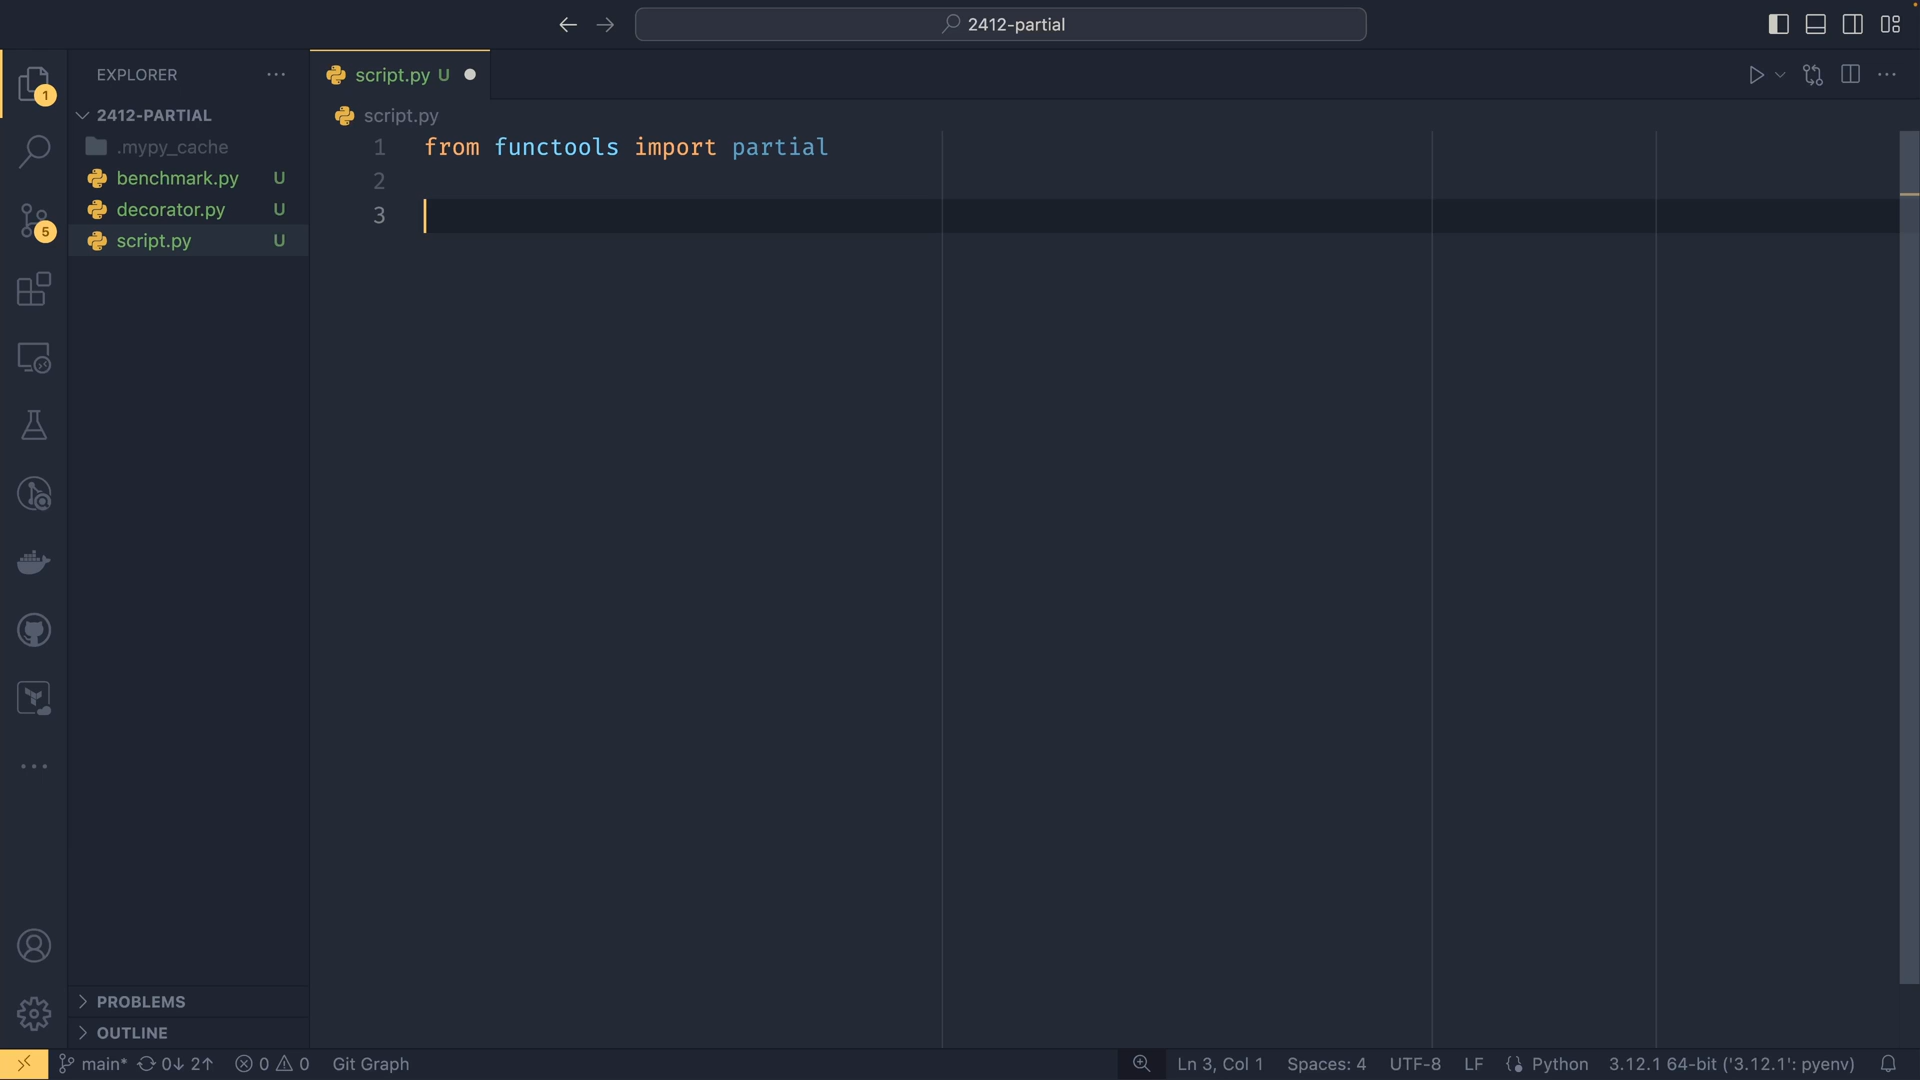 2412-partial
EXPLORER
script.py U
1
2412-PARTIAL
script.py
.mypy_cache
1 from functools import partial
benchmark.py U
2
decorator.py U
3
5
script.py U
PROBLEMS
OUTLINE
main* 0↓ 2↑ 0 0 Git Graph
Ln 3, Col 1 Spaces: 4 UTF-8 LF Python 3.12.1 64-bit ('3.12.1': pyenv)